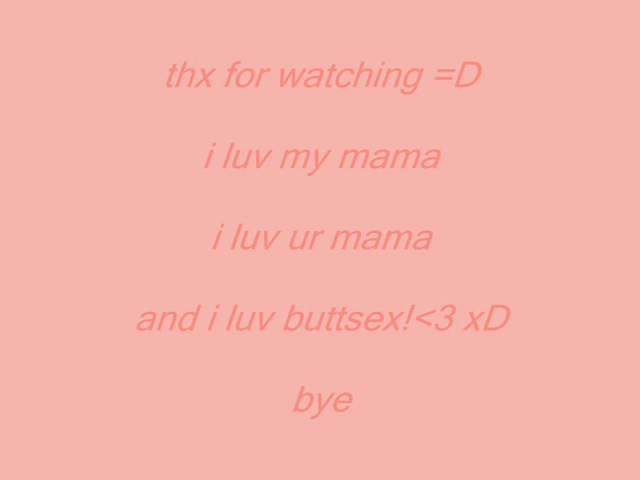 thx for watching =D
i luv my mama
i luv ur mama
and i luv buttsex!<3 xD
bye